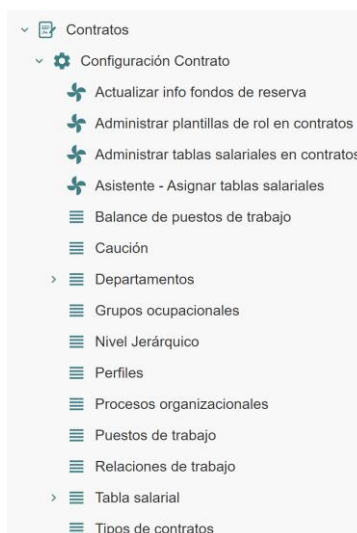 Contratos
Configuración Contrato
Actualizar info fondos de reserva
Administrar plantillas de rol en contratos
Administrar tablas salariales en contratos
Asistente - Asignar tablas salariales
Balance de puestos de trabajo
Caución
Departamentos
Grupos ocupacionales
Nivel Jerárquico
Perfiles
Procesos organizacionales
Puestos de trabajo
Relaciones de trabajo
Tabla salarial
Tipos de contratos